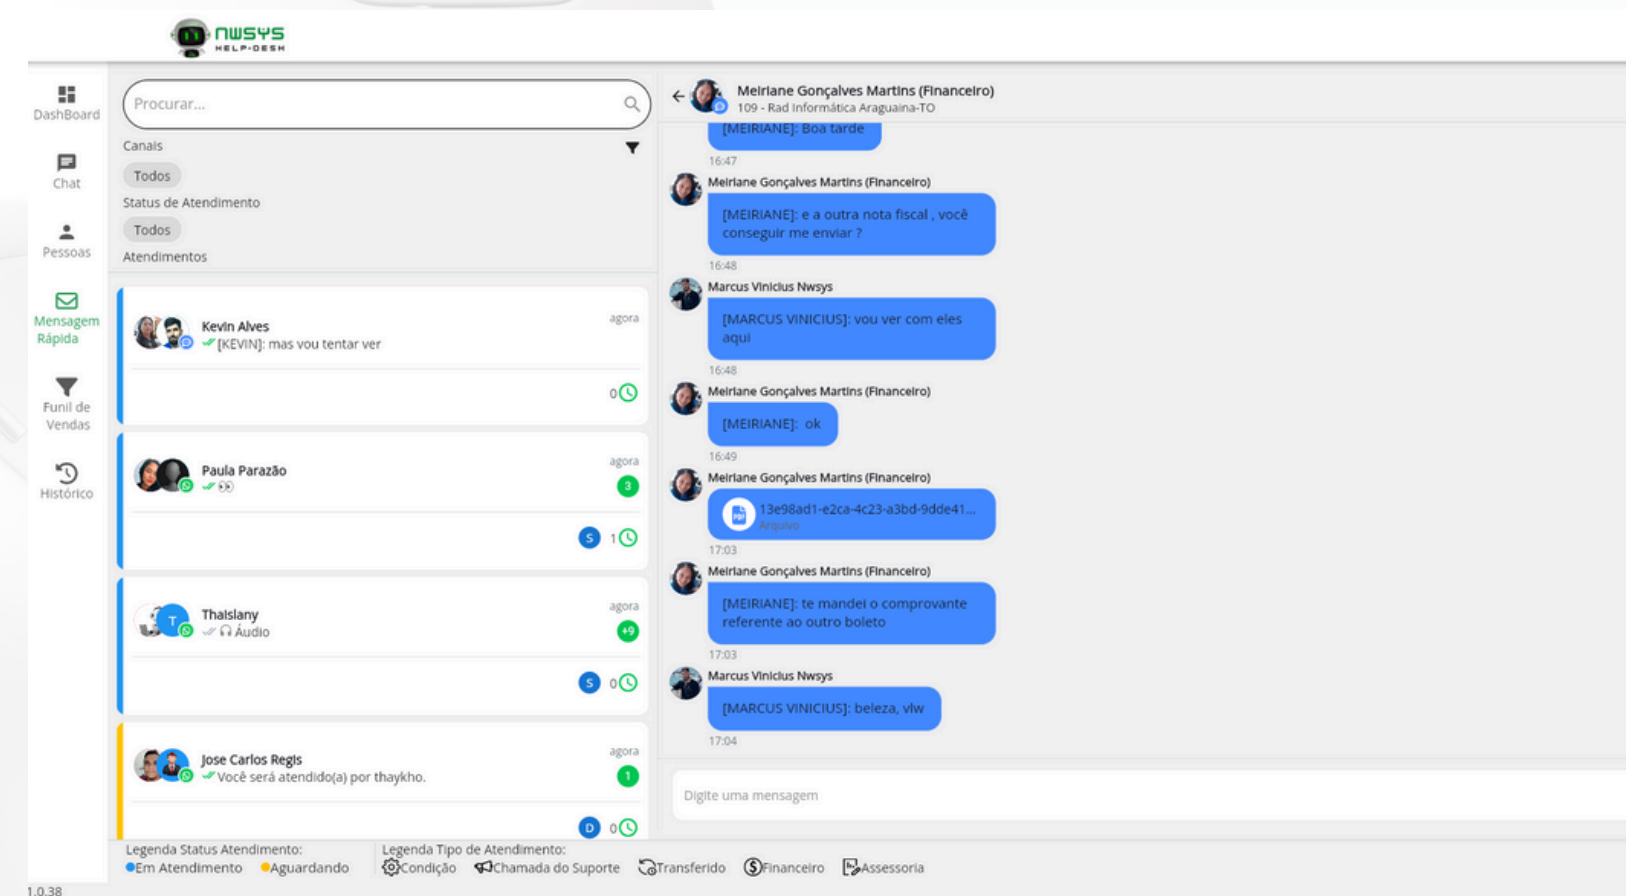 NWSYS
HELP-DESK
DashBoard
Chat
Pessoas
Mensagem
Rápida
Funil de
Vendas
Histórico
1.0.38
Procurar...
Canais
Todos
Status de Atendimento
Todos
Atendimentos
Kevin Alves
agora
[KEVIN]: mas vou tentar ver
0
Paula Parazão
agora
3
S 1
Thaislany
agora
Áudio
+9
S 0
Jose Carlos Regis
agora
Você será atendido(a) por thaykho.
1
D 0
Meiriane Gonçalves Martins (Financeiro)
109 - Rad Informática Araguaina-TO
[MEIRIANE]: Boa tarde
16:47
Meiriane Gonçalves Martins (Financeiro)
[MEIRIANE]: e a outra nota fiscal , você
conseguir me enviar ?
16:48
Marcus Vinicius Nwsys
[MARCUS VINICIUS]: vou ver com eles
aqui
16:48
Meiriane Gonçalves Martins (Financeiro)
[MEIRIANE]: ok
16:49
Meiriane Gonçalves Martins (Financeiro)
PDF
13e98ad1-e2ca-4c23-a3bd-9dde41...
Arquivo
17:03
Meiriane Gonçalves Martins (Financeiro)
[MEIRIANE]: te mandei o comprovante
referente ao outro boleto
17:03
Marcus Vinicius Nwsys
[MARCUS VINICIUS]: beleza, vlw
17:04
Digite uma mensagem
Legenda Status Atendimento:
Em Atendimento Aguardando
Legenda Tipo de Atendimento:
Condição Chamada do Suporte Transferido Financeiro Assessoria